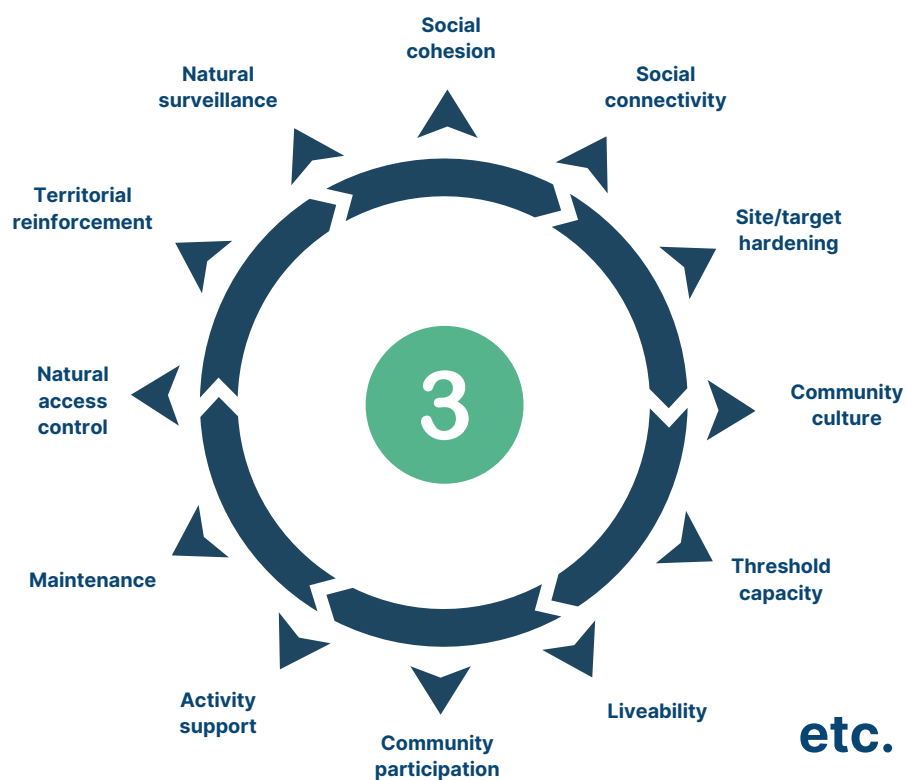 Social
cohesion
Social
connectivity
Site/target
hardening
Community
culture
Threshold
capacity
Liveability
Community
participation
Activity
support
Maintenance
Natural
access
control
Territorial
reinforcement
Natural
surveillance
3
etc.